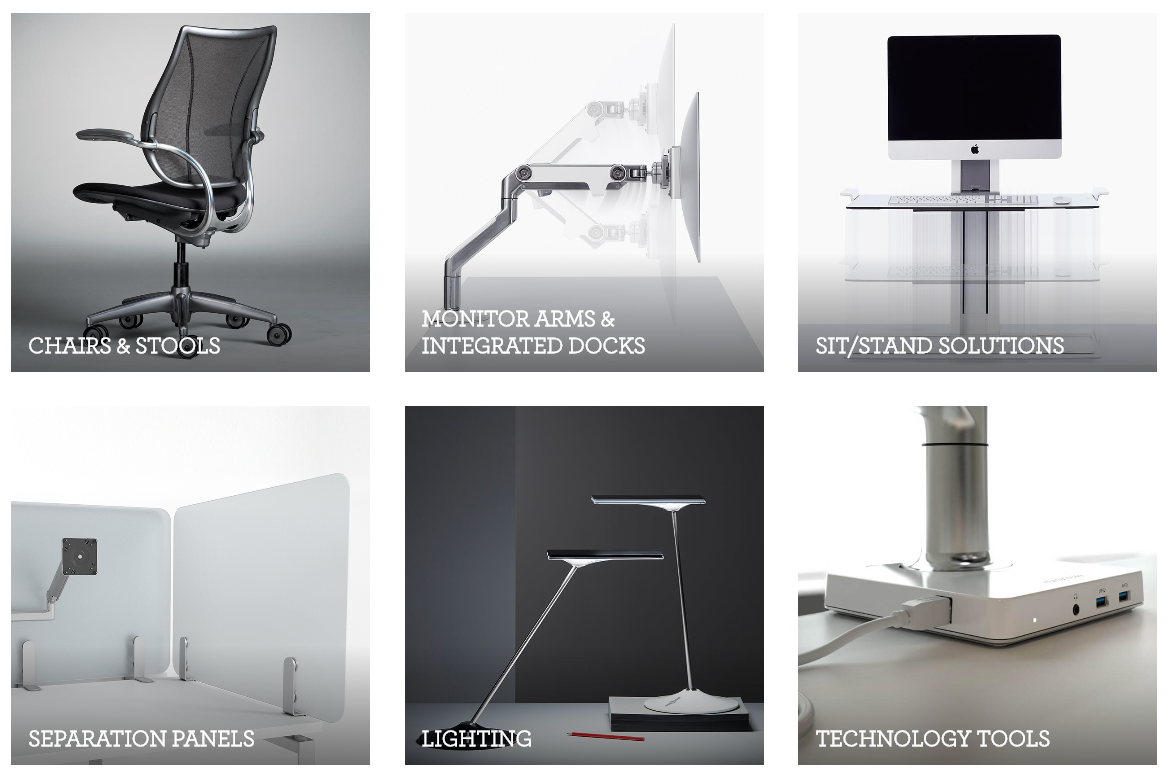 CHAIRS & STOOLS
MONITOR ARMS &
INTEGRATED DOCKS
SIT/STAND SOLUTIONS
SEPARATION PANELS
LIGHTING
TECHNOLOGY TOOLS